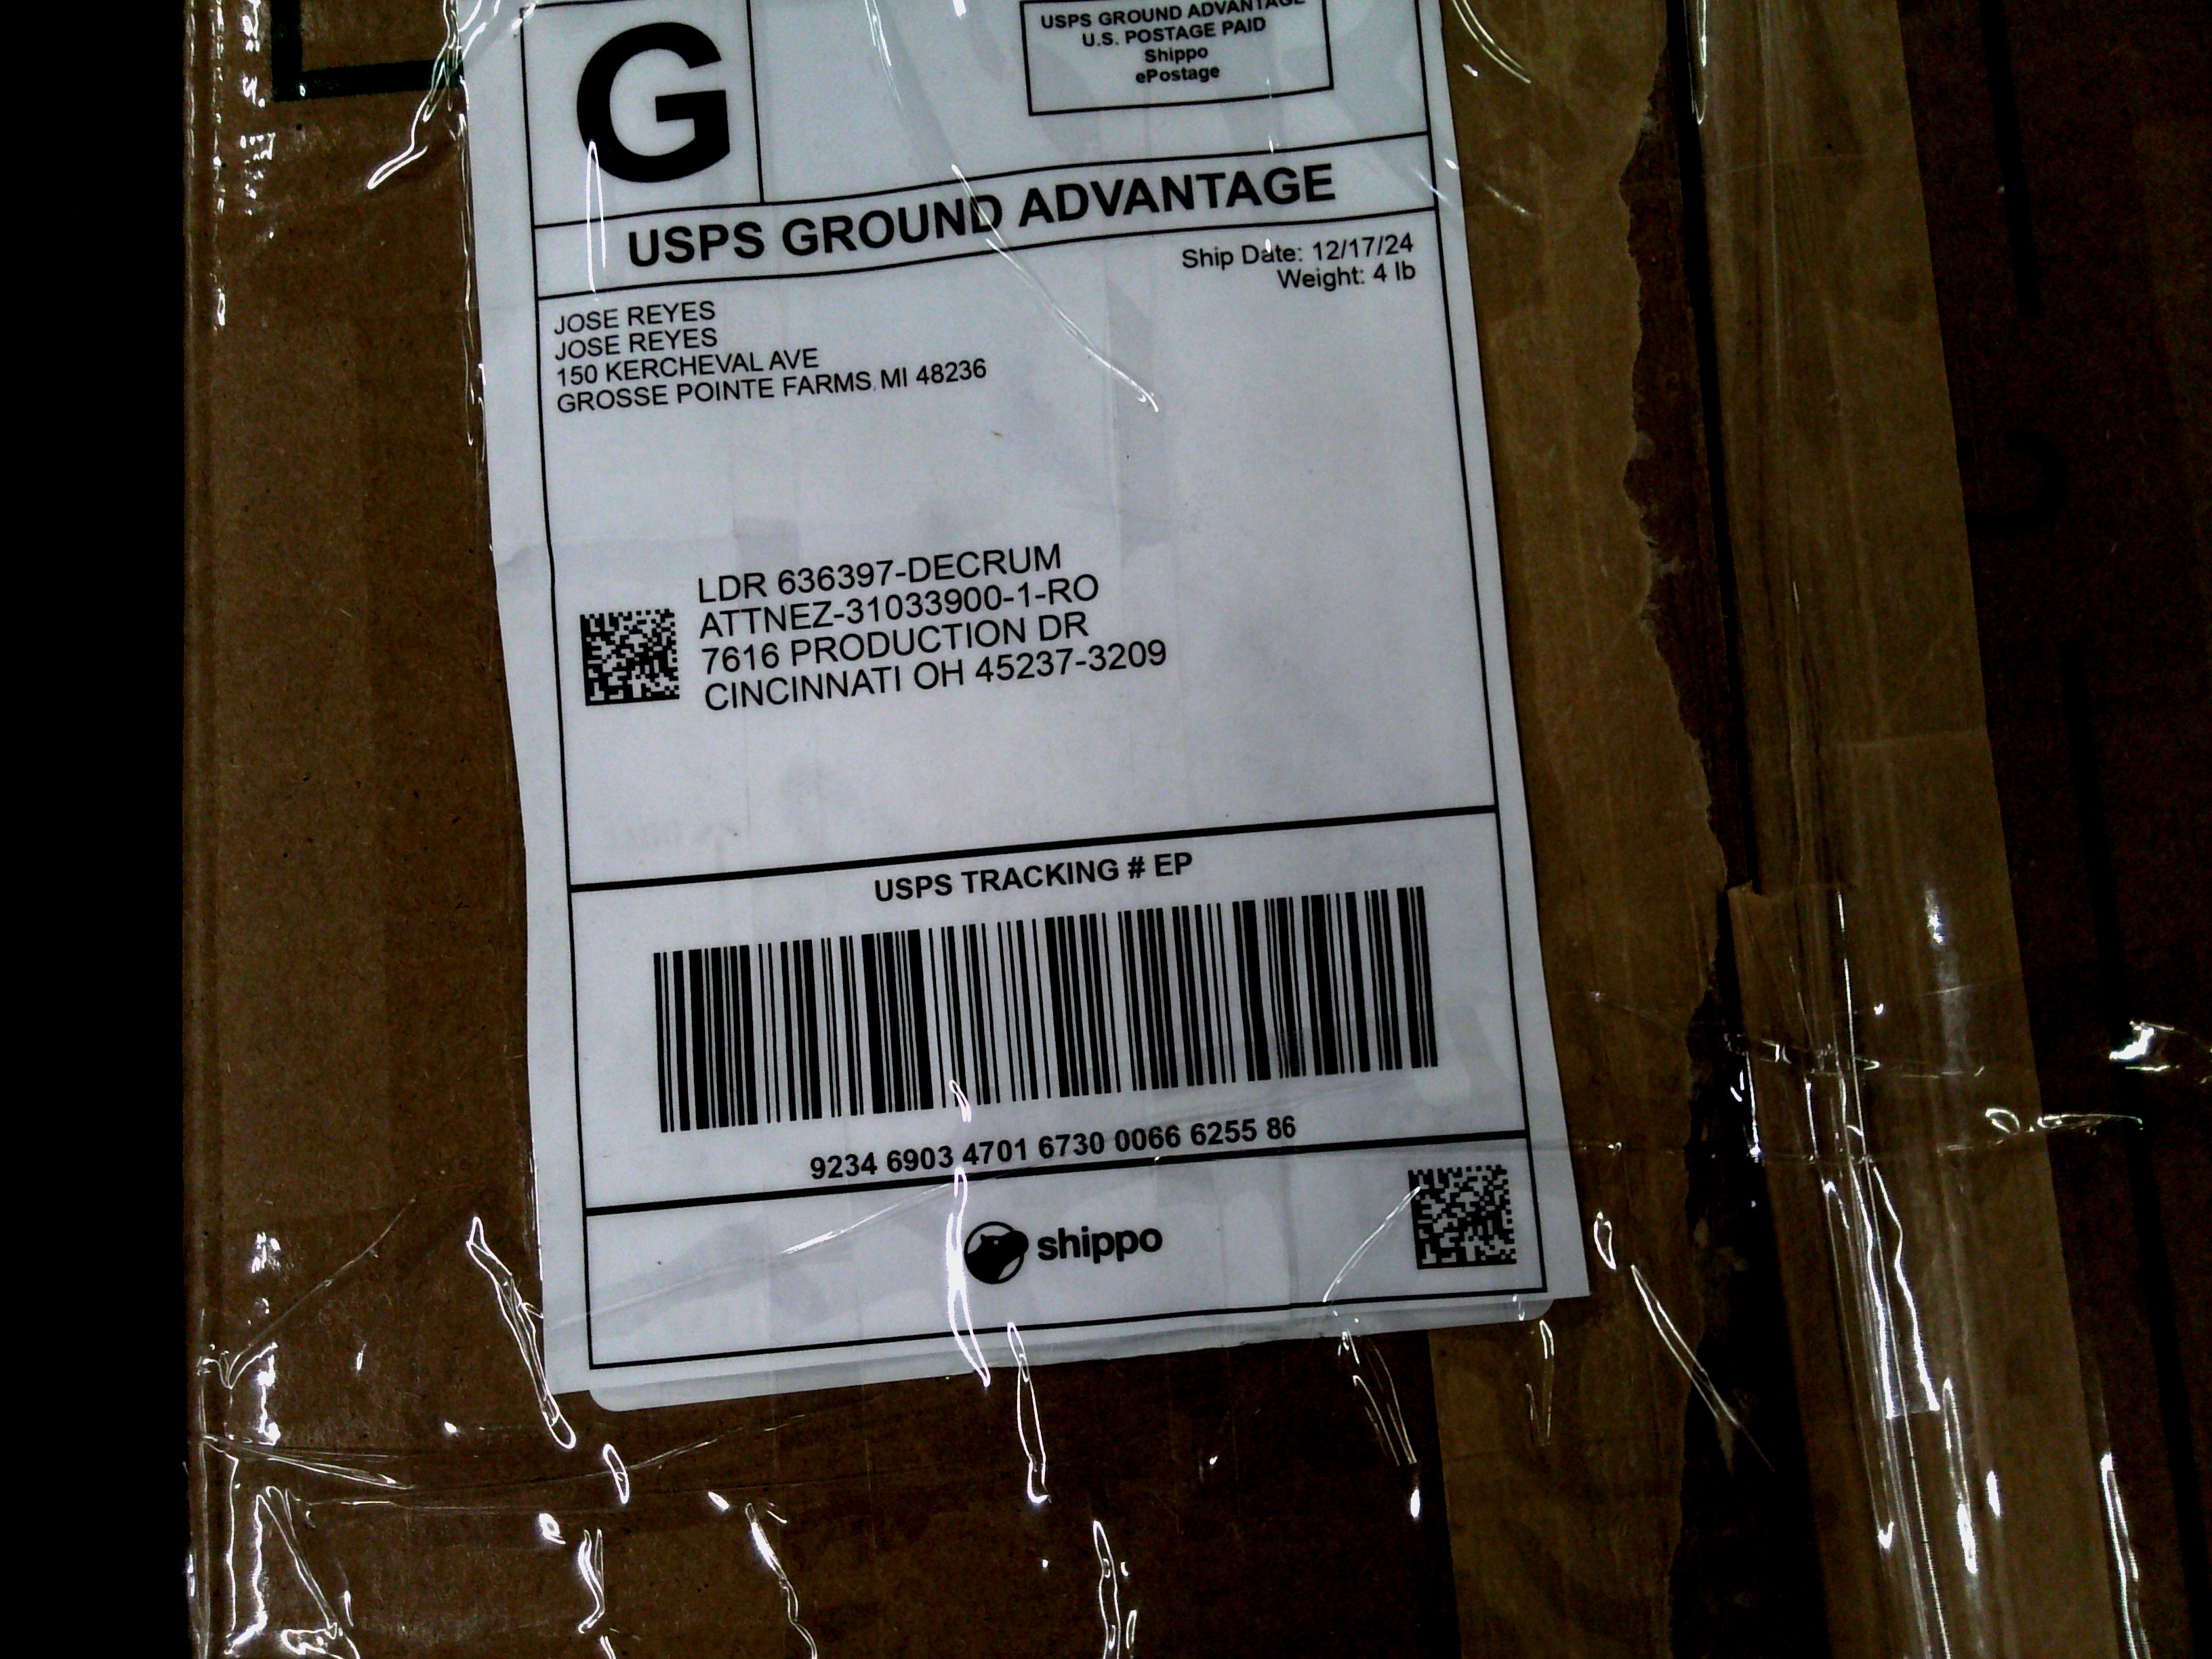 G
USPS GROUND ADVANTAGE
U.S. POSTAGE PAID
Shippo
ePostage
USPS GROUND ADVANTAGE
Ship Date: 12/17/24
Weight: 4 lb
JOSE REYES
JOSE REYES
150 KERCHEVAL AVE
GROSSE POINTE FARMS MI 48236
LDR 636397-DECRUM
ATTNEZ-31033900-1-RO
7616 PRODUCTION DR
CINCINNATI OH 45237-3209
USPS TRACKING # EP
9234 6903 4701 6730 0066 6255 86
shippo